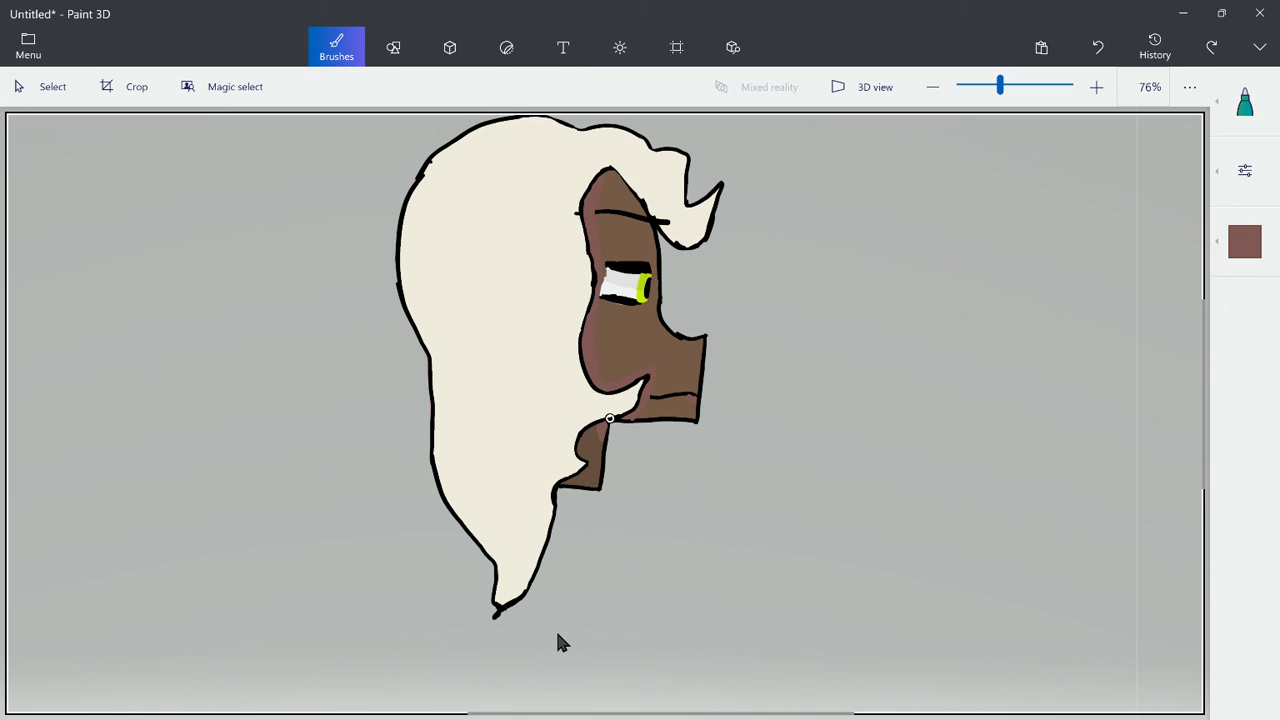 Untitled* - Paint 3D
Menu
Brushes
History
Select
Crop
Magic select
Mixed reality
3D view
76%